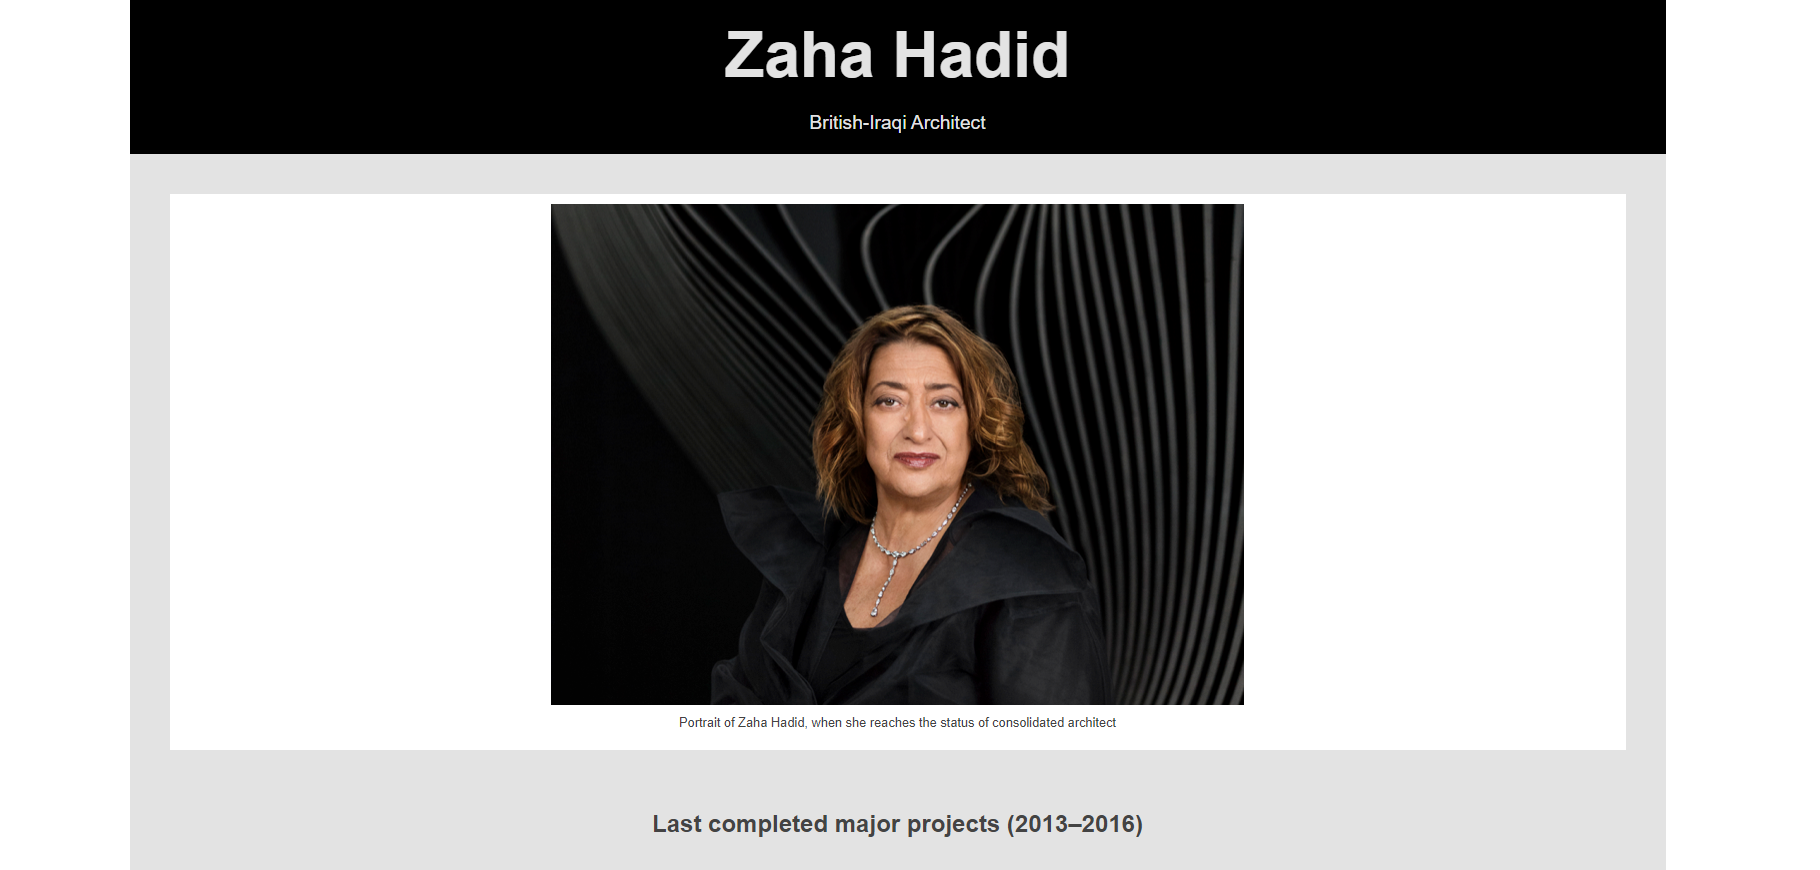 Zaha Hadid
British-Iraqi Architect
Portrait of Zaha Hadid, when she reaches the status of consolidated architect
Last completed major projects (2013–2016)